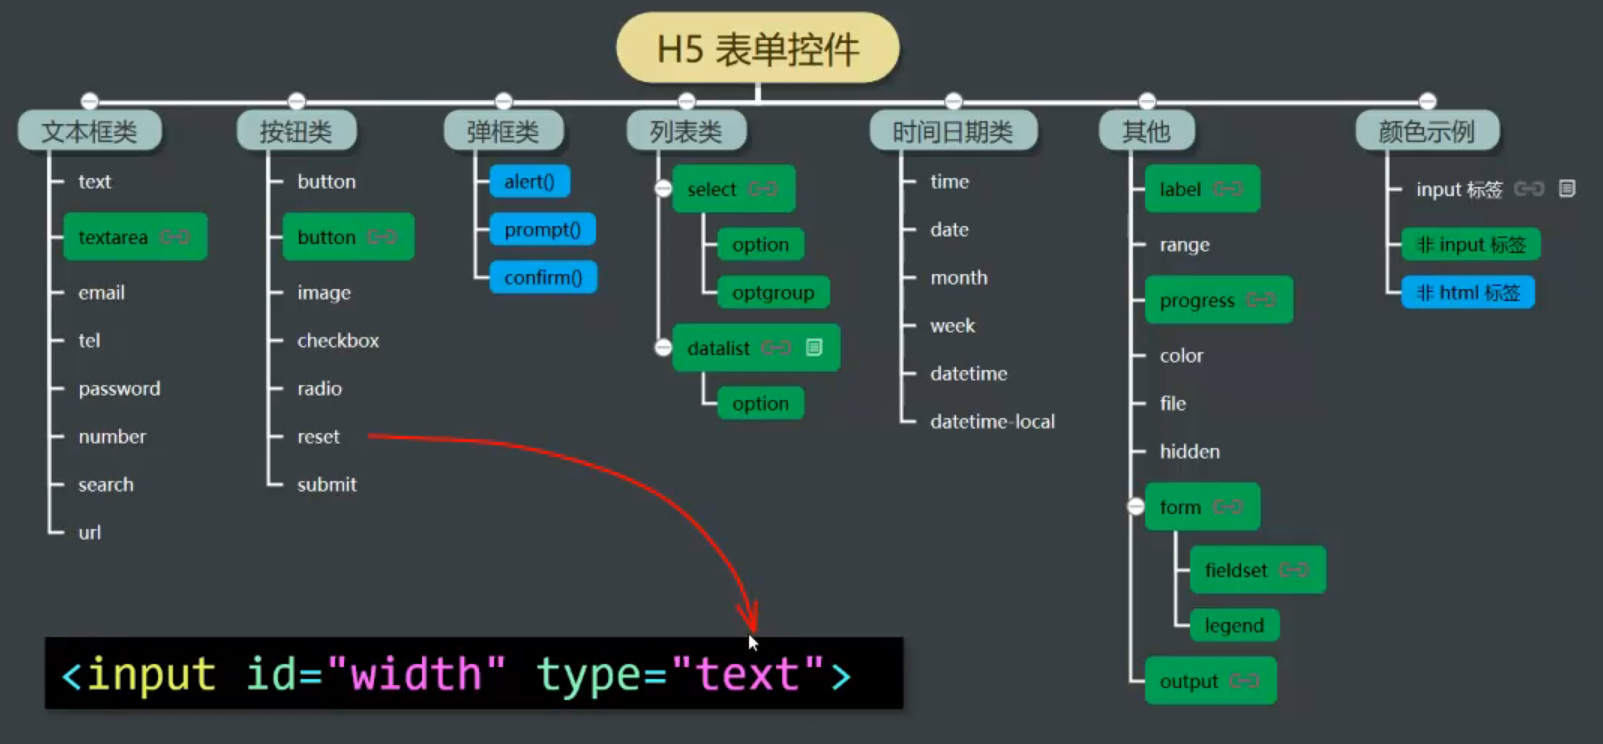 H5 表单控件
文本框类
text
textarea
email
tel
password
number
search
url
按钮类
button
button
image
checkbox
radio
reset
submit
弹框类
alert()
prompt()
confirm()
列表类
select
option
optgroup
datalist
option
时间日期类
time
date
month
week
datetime
datetime-local
其他
label
range
progress
color
file
hidden
form
fieldset
legend
output
颜色示例
input 标签
非 input 标签
非 html 标签
<input id="width" type="text">